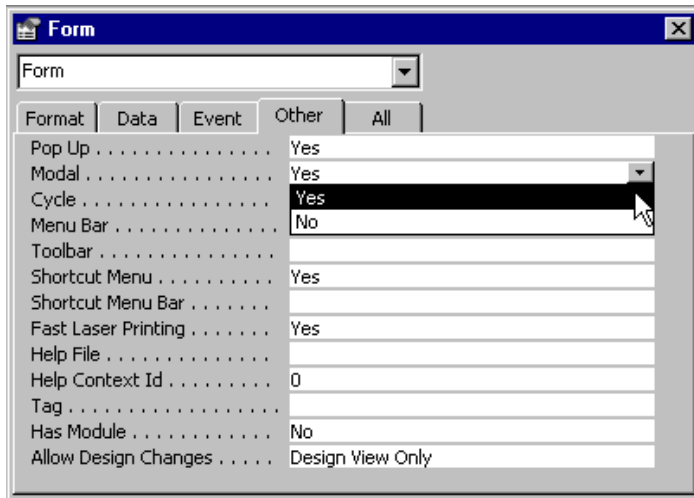 Form
Form
Format Data Event Other All
Pop Up . . . . . . . . . . . . . . . Yes
Modal . . . . . . . . . . . . . . . . Yes
Cycle . . . . . . . . . . . . . . . . Yes
Menu Bar . . . . . . . . . . . . . No
Toolbar . . . . . . . . . . . . . . .
Shortcut Menu . . . . . . . . . Yes
Shortcut Menu Bar . . . . . . .
Fast Laser Printing . . . . . . . Yes
Help File . . . . . . . . . . . . . .
Help Context Id . . . . . . . . . 0
Tag . . . . . . . . . . . . . . . . . .
Has Module . . . . . . . . . . . . No
Allow Design Changes . . . . . Design View Only